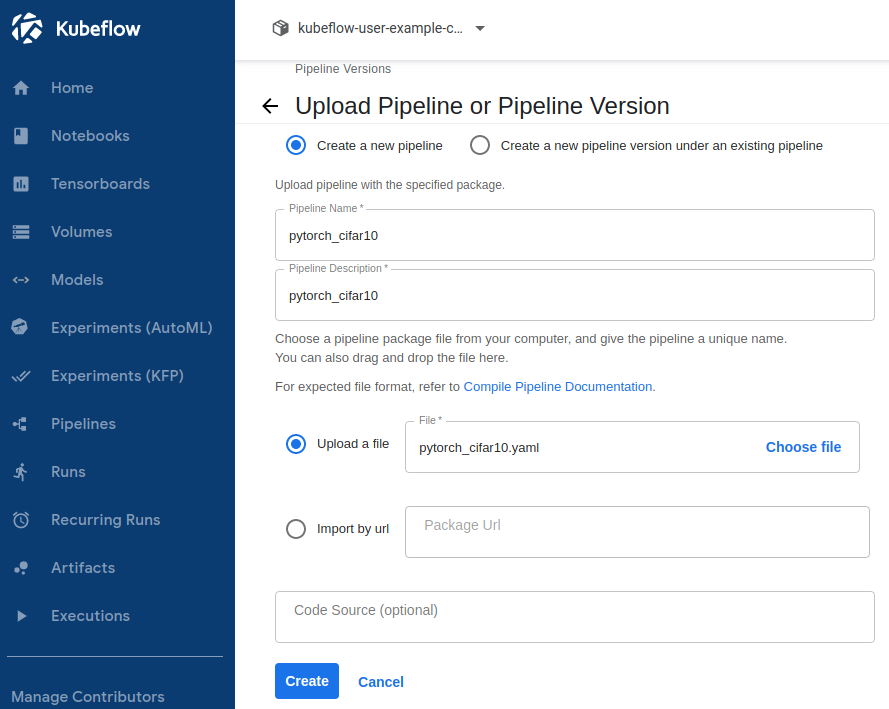 Kubeflow
Home
Notebooks
Tensorboards
Volumes
Models
Experiments (AutoML)
Experiments (KFP)
Pipelines
Runs
Recurring Runs
Artifacts
Executions
Manage Contributors
kubeflow-user-example-c...
Pipeline Versions
Upload Pipeline or Pipeline Version
Create a new pipeline
Create a new pipeline version under an existing pipeline
Upload pipeline with the specified package.
Pipeline Name *
pytorch_cifar10
Pipeline Description *
pytorch_cifar10
Choose a pipeline package file from your computer, and give the pipeline a unique name.
You can also drag and drop the file here.
For expected file format, refer to Compile Pipeline Documentation.
Upload a file
File *
pytorch_cifar10.yaml
Choose file
Import by url
Package Url
Code Source (optional)
Create
Cancel